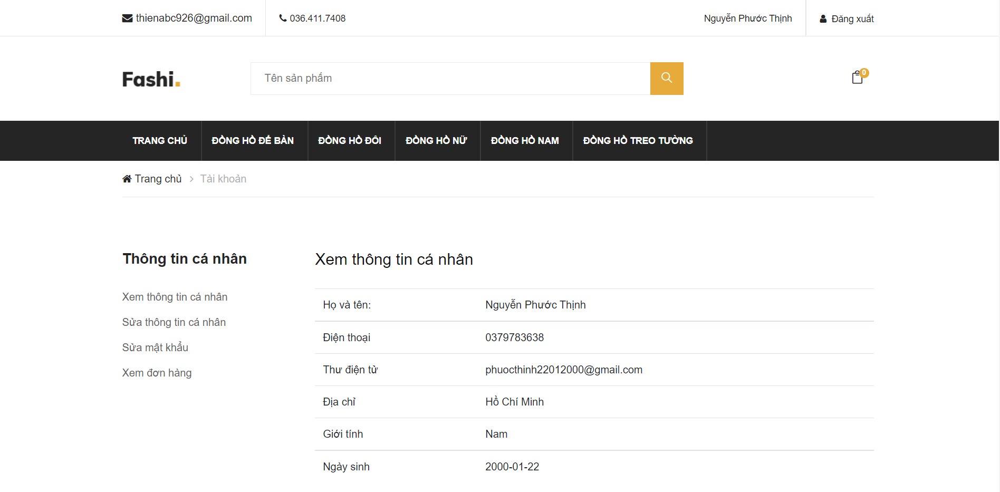 thienabc926@gmail.com 036.411.7408 Nguyễn Phước Thịnh Đăng xuất
Fashi. Tên sản phẩm 0
TRANG CHỦ ĐỒNG HỒ ĐỂ BÀN ĐỒNG HỒ ĐÔI ĐỒNG HỒ NỮ ĐỒNG HỒ NAM ĐỒNG HỒ TREO TƯỜNG
Trang chủ > Tài khoản
Thông tin cá nhân
Xem thông tin cá nhân
Sửa thông tin cá nhân
Sửa mật khẩu
Xem đơn hàng
Xem thông tin cá nhân
Họ và tên: Nguyễn Phước Thịnh
Điện thoại 0379783638
Thư điện tử phuocthinh22012000@gmail.com
Địa chỉ Hồ Chí Minh
Giới tính Nam
Ngày sinh 2000-01-22